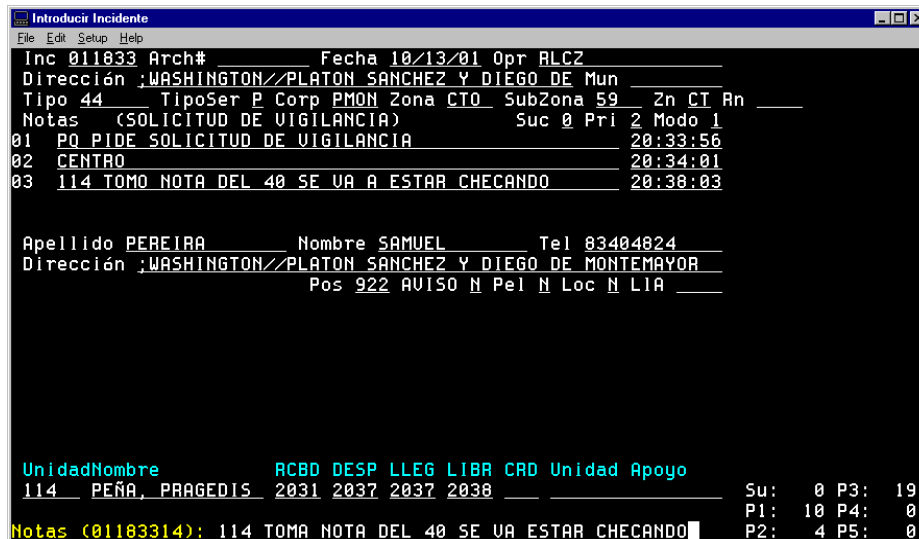 Introducir Incidente
File Edit Setup Help
Inc 011833 Arch# Fecha 10/13/01 Opr RLCZ
Dirección ;WASHINGTON//PLATON SANCHEZ Y DIEGO DE Mun
Tipo 44 TipoSer P Corp PMON Zona CTO SubZona 59 Zn CT Rn
Notas (SOLICITUD DE VIGILANCIA) Suc 0 Pri 2 Modo 1
01 PQ PIDE SOLICITUD DE VIGILANCIA 20:33:56
02 CENTRO 20:34:01
03 114 TOMO NOTA DEL 40 SE VA A ESTAR CHECANDO 20:38:03
Apellido PEREIRA Nombre SAMUEL Tel 83404824
Dirección ;WASHINGTON//PLATON SANCHEZ Y DIEGO DE MONTEMAYOR
Pos 922 AVISO N Pel N Loc N LlA
UnidadNombre RCBD DESP LLEG LIBR CRD Unidad Apoyo
114 PEÑA, PRAGEDIS 2031 2037 2037 2038 Su: 0 P3: 19
P1: 10 P4: 0
Notas (01183314): 114 TOMA NOTA DEL 40 SE VA ESTAR CHECANDO P2: 4 P5: 0